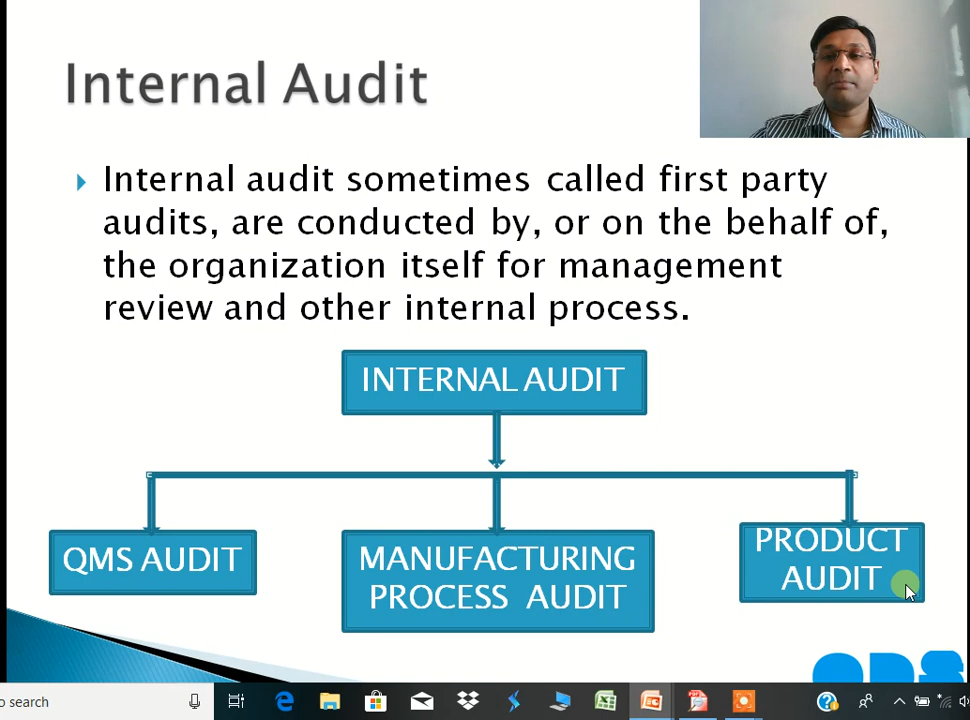 Internal Audit
Internal audit sometimes called first party
audits, are conducted by, or on the behalf of,
the organization itself for management
review and other internal process.
INTERNAL AUDIT
QMS AUDIT
MANUFACTURING
PROCESS AUDIT
PRODUCT
AUDIT
o search